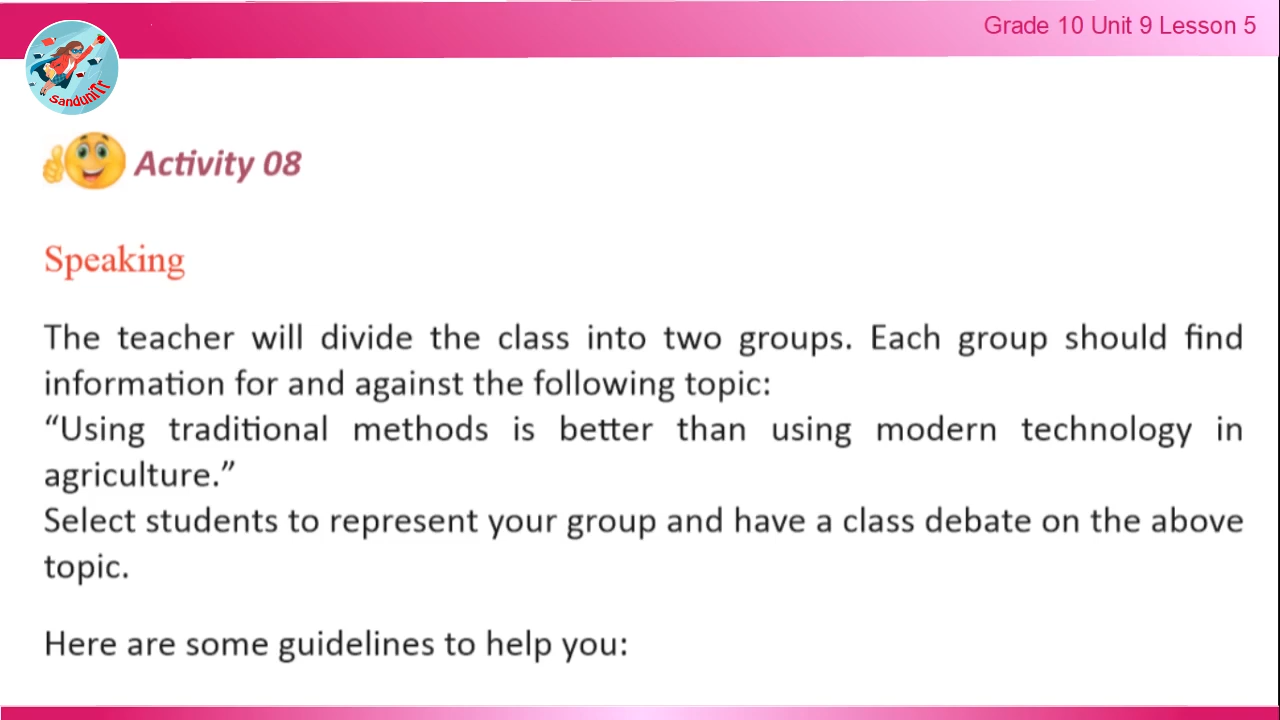 Grade 10 Unit 9 Lesson 5
SanduniTr
Activity 08
Speaking
The teacher will divide the class into two groups. Each group should find
information for and against the following topic:
“Using traditional methods is better than using modern technology in
agriculture.”
Select students to represent your group and have a class debate on the above
topic.
Here are some guidelines to help you: